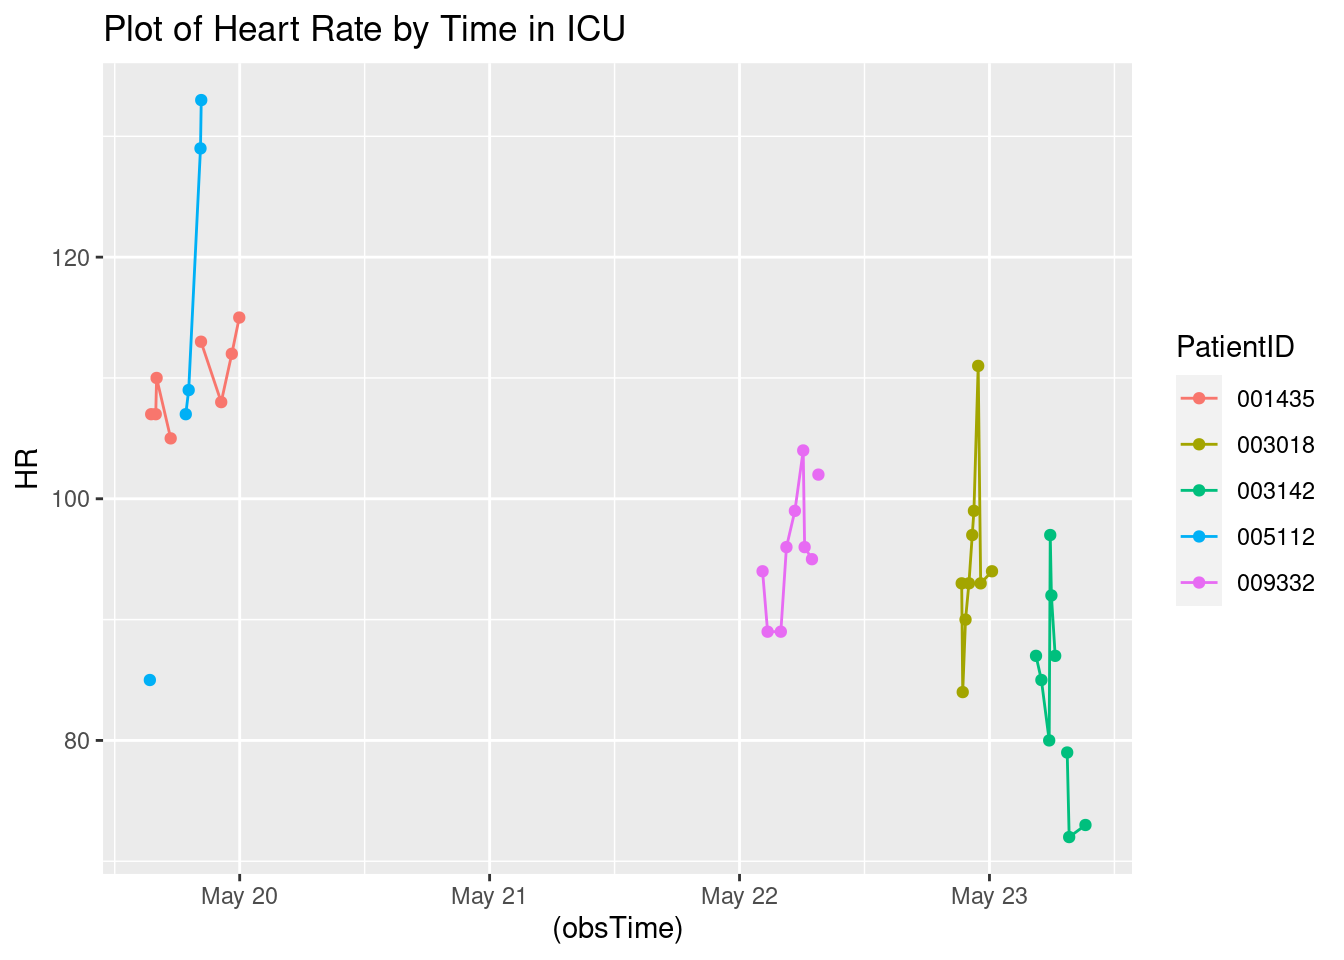 Plot of Heart Rate by Time in ICU
120
100
80
HR
May 20
May 21
May 22
May 23
(obsTime)
PatientID
001435
003018
003142
005112
009332